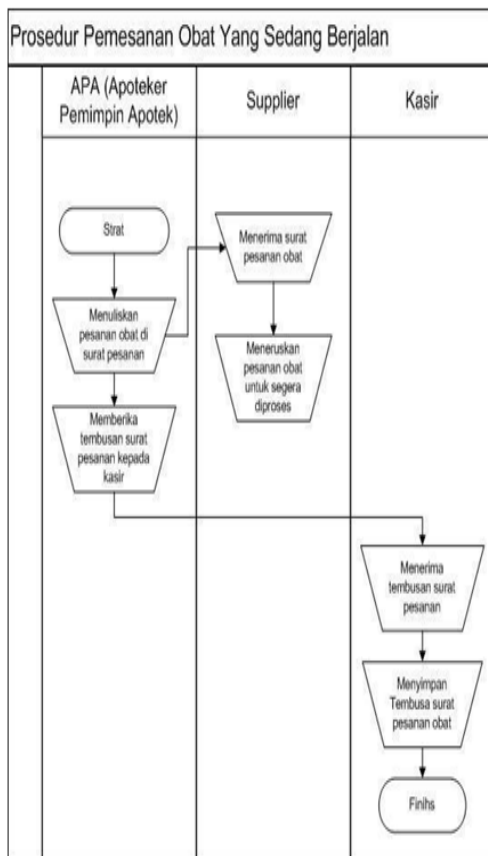 Prosedur Pemesanan Obat Yang Sedang Berjalan
APA (Apoteker
Pemimpin Apotek)
Supplier
Kasir
Strat
Menuliskan
pesanan obat di
surat pesanan
Memberika
tembusan surat
pesanan kepada
kasir
Menerima surat
pesanan obat
Meneruskan
pesanan obat
untuk segera
diproses
Menerima
tembusan surat
pesanan
Menyimpan
Tembusa surat
pesanan obat
Finihs